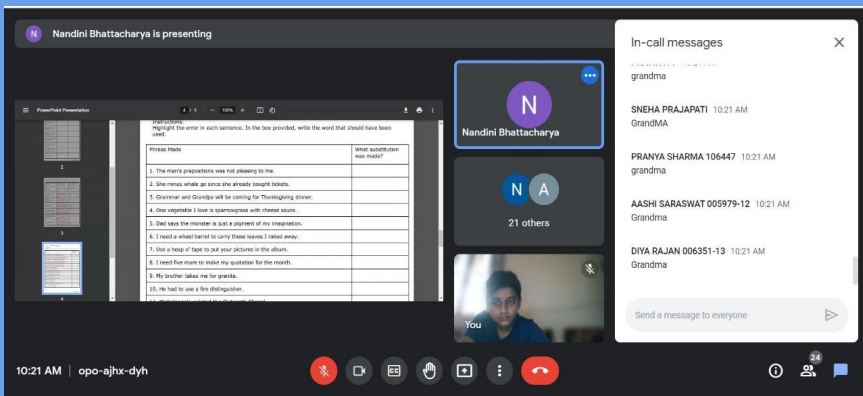 N Nandini Bhattacharya is presenting
PowerPoint Presentation
4 / 5 — 100% +
2
3
4
Instructions:
Highlight the error in each sentence. In the box provided, write the word that should have been
used.
Phrase Made What substitution
was made?
1. The man's prepositions was not pleasing to me.
2. She minus whale go since she already bought tickets.
3. Grammar and Grandpa will be coming for Thanksgiving dinner.
4. One vegetable I love is sparrowgrass with cheese sauce.
5. Dad says the monster is just a pigment of my imagination.
6. I need a wheel barrel to carry these leaves I raked away.
7. Use a heap o' tape to put your pictures in the album.
8. I need five more to make my quotation for the month.
9. My brother takes me for granite.
10. He had to use a fire distinguisher.
N
Nandini Bhattacharya
N A
21 others
You
In-call messages
grandma
SNEHA PRAJAPATI 10:21 AM
GrandMA
PRANYA SHARMA 106447 10:21 AM
grandma
AASHI SARASWAT 005979-12 10:21 AM
Grandma
DIYA RAJAN 006351-13 10:21 AM
Grandma
Send a message to everyone
10:21 AM | opo-ajhx-dyh
CC
24